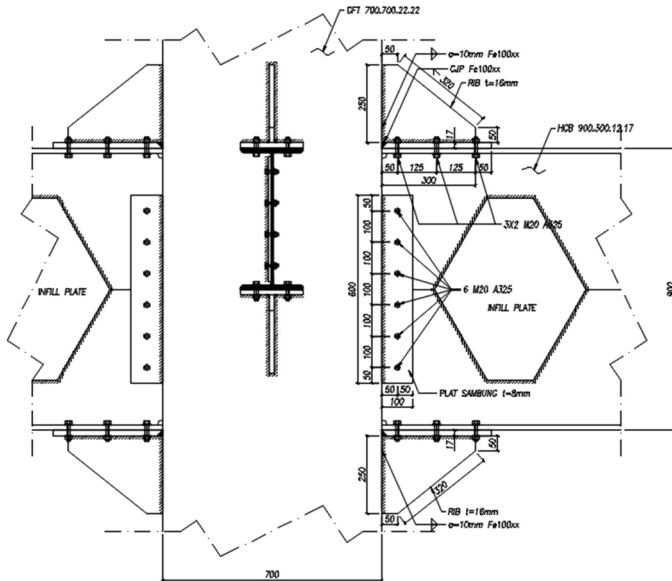 CFT 700.700.22.22
50
a=10mm Fe100xx
CJP Fe100xx
RIB t=16mm
320
250
17
50
HCB 900.300.12.17
50 125 125 50
300
3X2 M20 A325
50
100
100
100
100
100
50
600
900
INFILL PLATE
6 M20 A325
INFILL PLATE
50 50
100
PLAT SAMBUNG t=8mm
17
50
250
320
50
RIB t=16mm
a=10mm Fe100xx
700